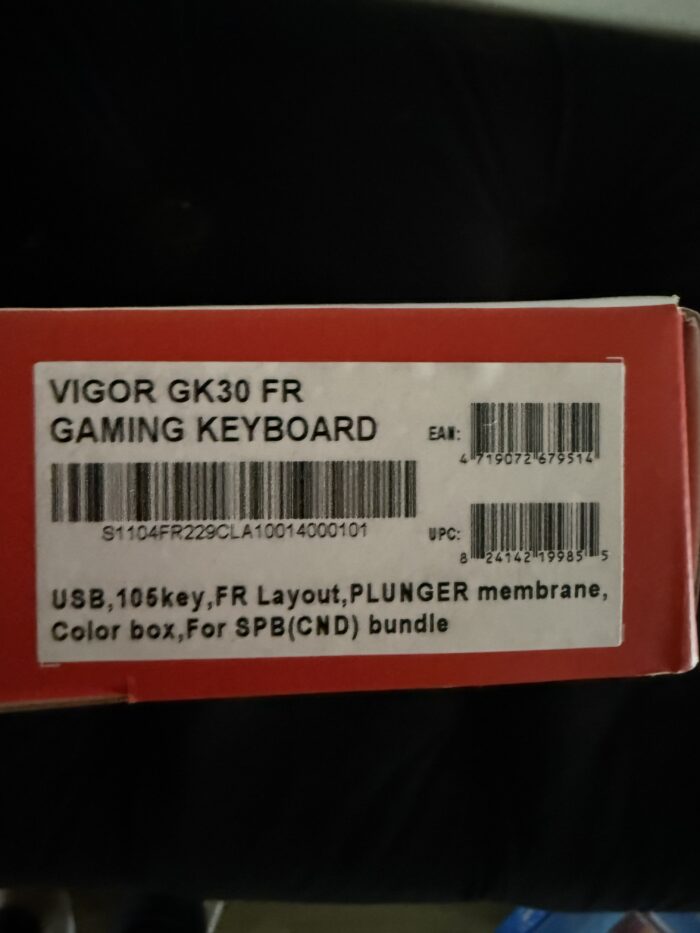 VIGOR GK30 FR
GAMING KEYBOARD
S1104FR229CLA10014000101
EAN:
4 719072 679514
UPC:
8 24142 19985 5
USB,105key,FR Layout,PLUNGER membrane,
Color box,For SPB(CND) bundle